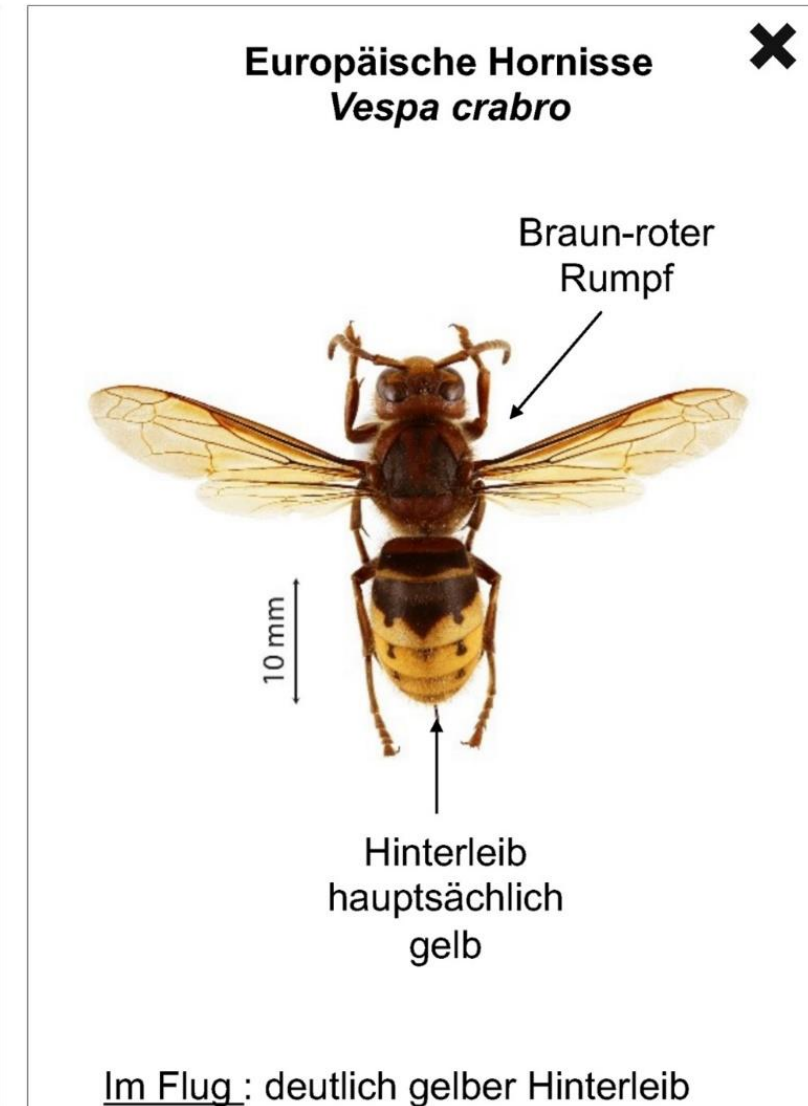 Europäische Hornisse
Vespa crabro
Braun-roter
Rumpf
10 mm
Hinterleib
hauptsächlich
gelb
Im Flug : deutlich gelber Hinterleib